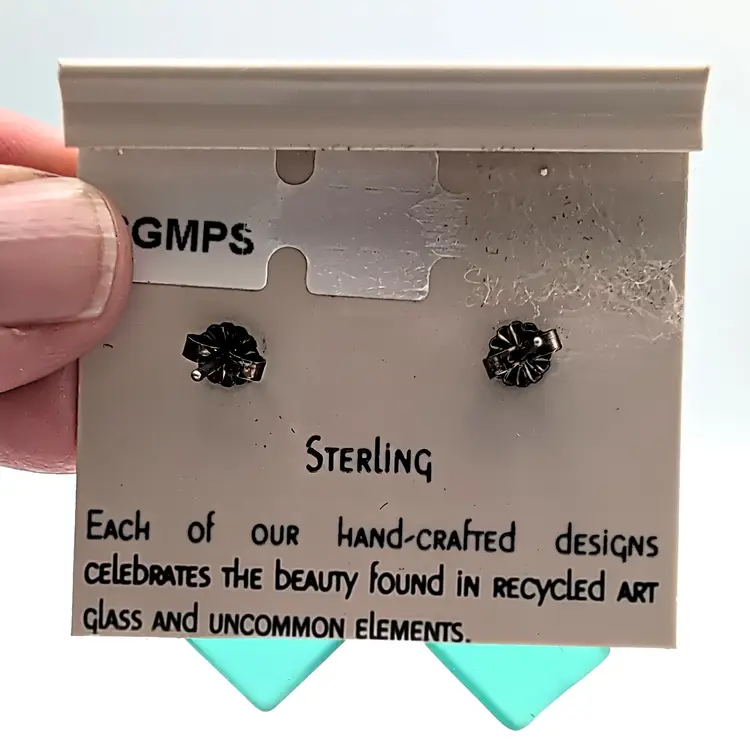 GMPS
Sterling
Each of our hand-crafted designs
celebrates the beauty found in recycled art
glass and uncommon elements.